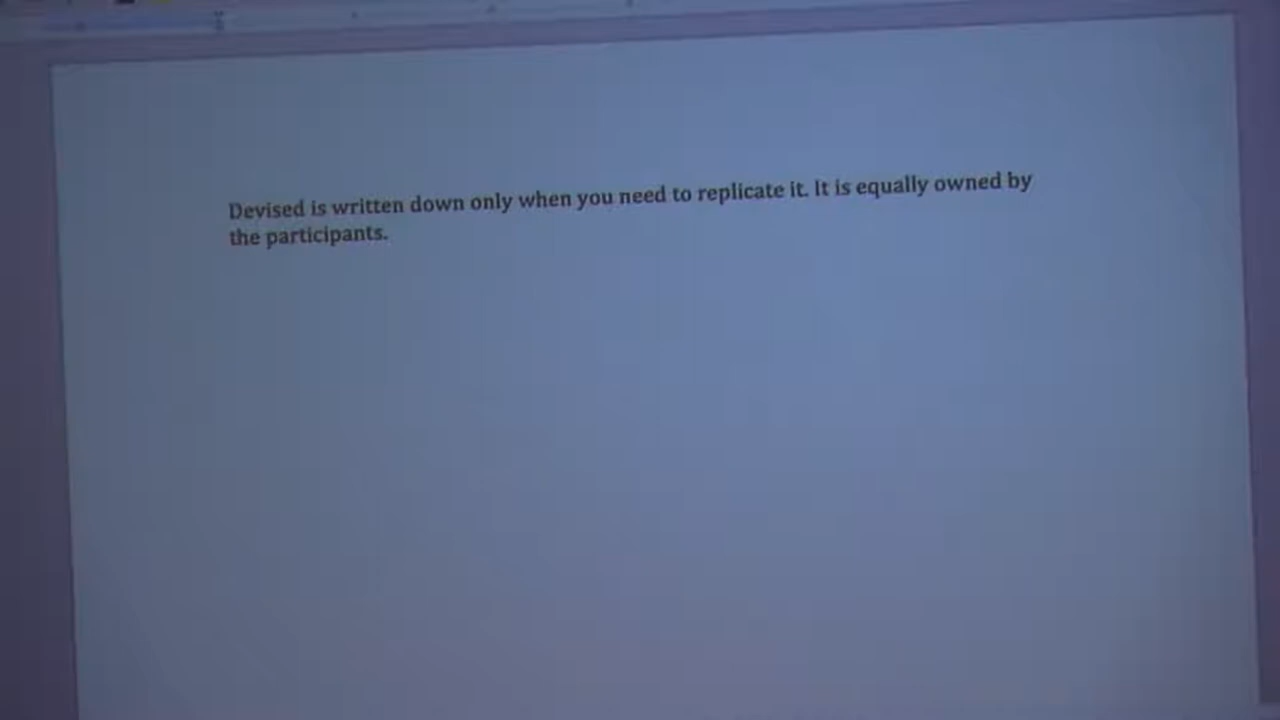 Devised is written down only when you need to replicate it. It is equally owned by
the participants.